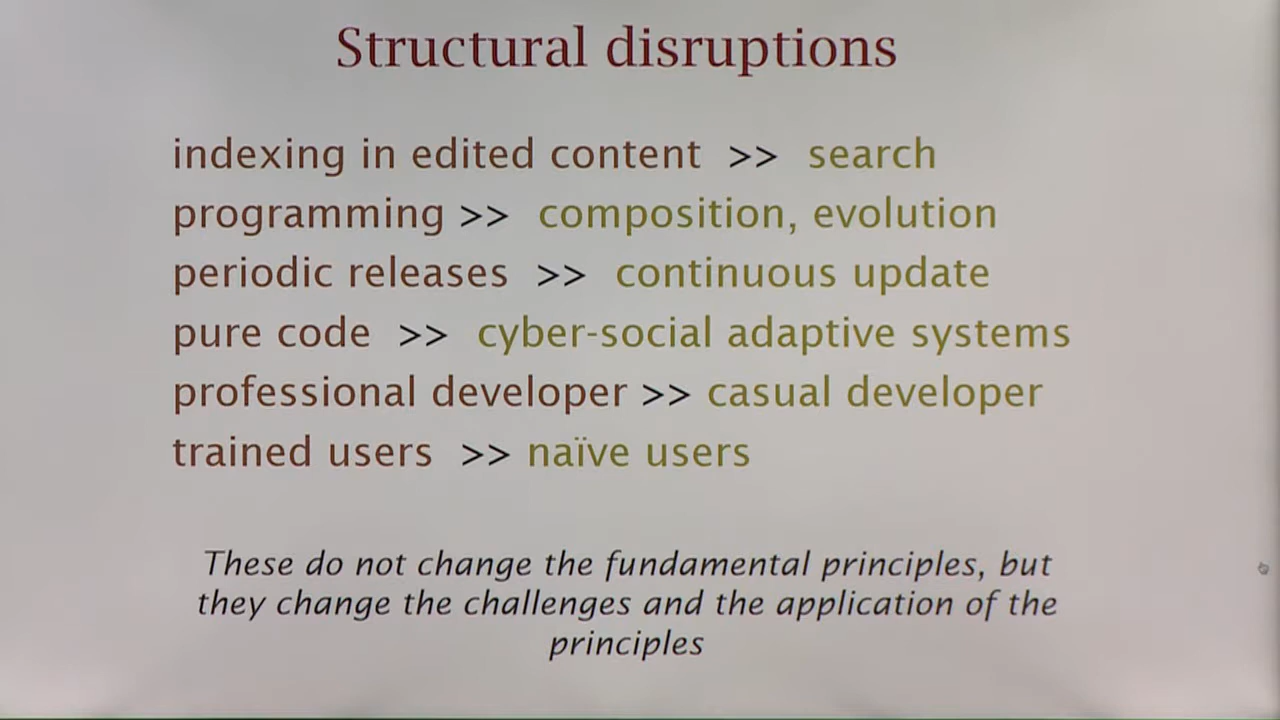 Structural disruptions
indexing in edited content >> search
programming >> composition, evolution
periodic releases >> continuous update
pure code >> cyber-social adaptive systems
professional developer >> casual developer
trained users >> naïve users
These do not change the fundamental principles, but
they change the challenges and the application of the
principles